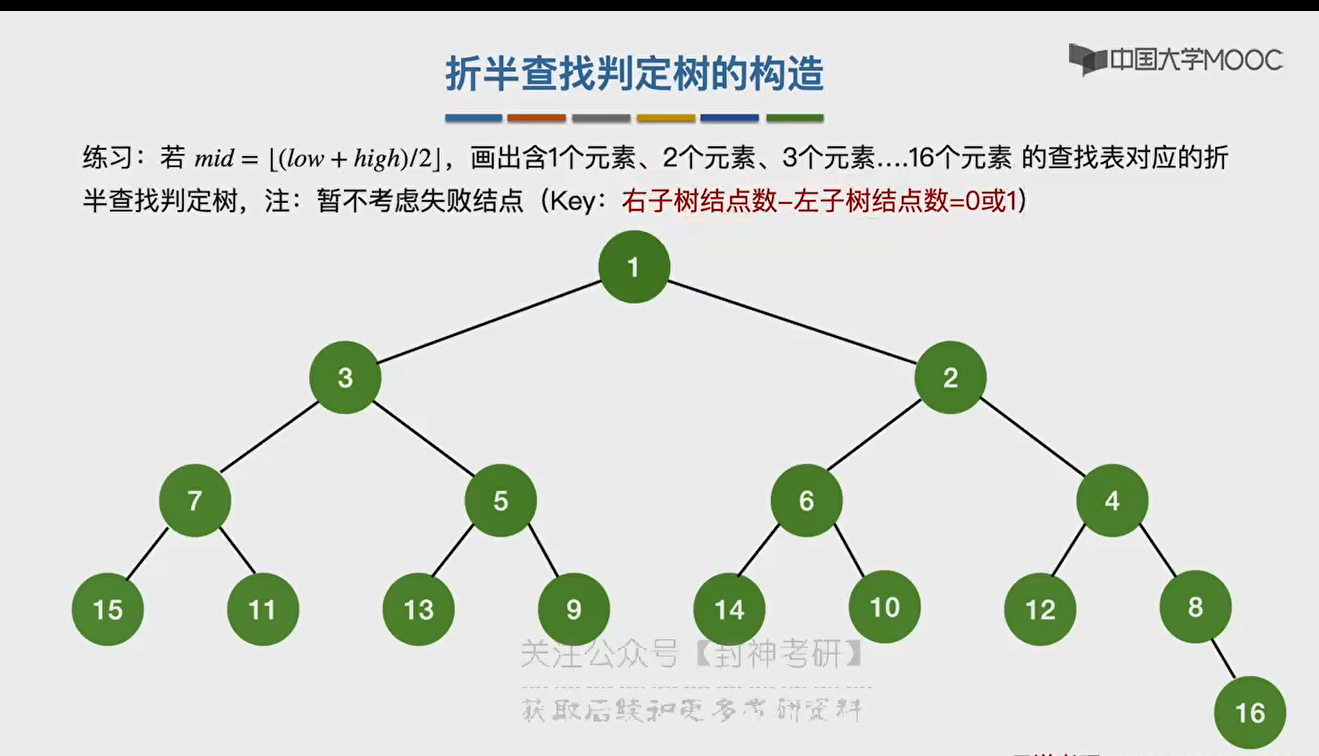 折半查找判定树的构造
中国大学MOOC
练习：若 mid = ⌊(low + high)/2⌋，画出含1个元素、2个元素、3个元素….16个元素 的查找表对应的折
半查找判定树，注：暂不考虑失败结点（Key：右子树结点数–左子树结点数=0或1）
1
3 2
7 5 6 4
15 11 13 9 14 10 12 8
关注公众号【封神考研】
获取后续和更多考研资料
16